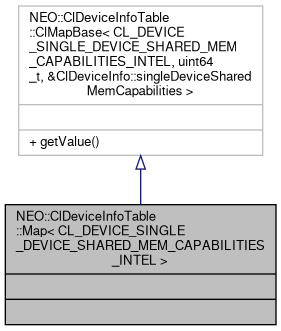 NEO::ClDeviceInfoTable
::ClMapBase< CL_DEVICE
_SINGLE_DEVICE_SHARED_MEM
_CAPABILITIES_INTEL, uint64
_t, &ClDeviceInfo::singleDeviceShared
MemCapabilities >
+ getValue()
NEO::ClDeviceInfoTable
::Map< CL_DEVICE_SINGLE
_DEVICE_SHARED_MEM_CAPABILITIES
_INTEL >